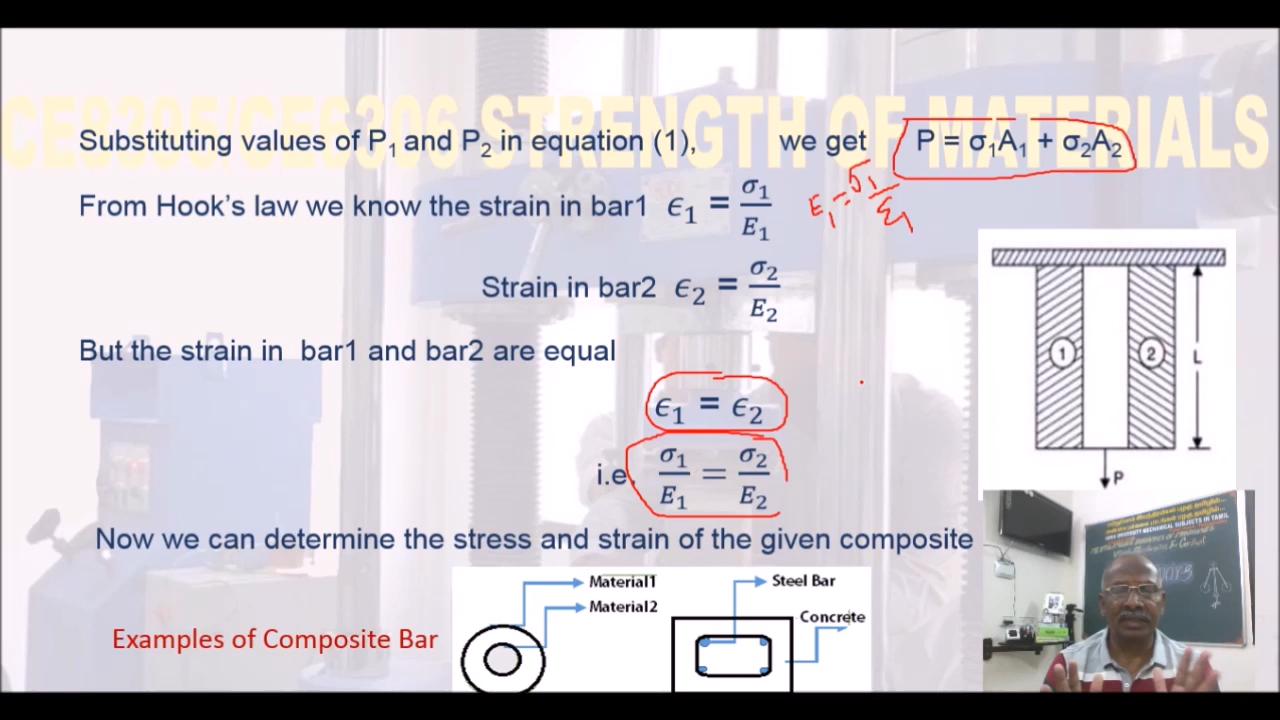 CE8395/CE6306 STRENGTH OF MATERIALS
Substituting values of P₁ and P₂ in equation (1), we get P = σ₁A₁ + σ₂A₂
From Hook's law we know the strain in bar1 ϵ₁ = σ₁/E₁ E₁ = σ₁/ε₁
Strain in bar2 ϵ₂ = σ₂/E₂
But the strain in bar1 and bar2 are equal
ϵ₁ = ϵ₂
i.e, σ₁/E₁ = σ₂/E₂
1 2 L
P
Now we can determine the stress and strain of the given composite
Material1
Material2
Steel Bar
Concrete
Examples of Composite Bar